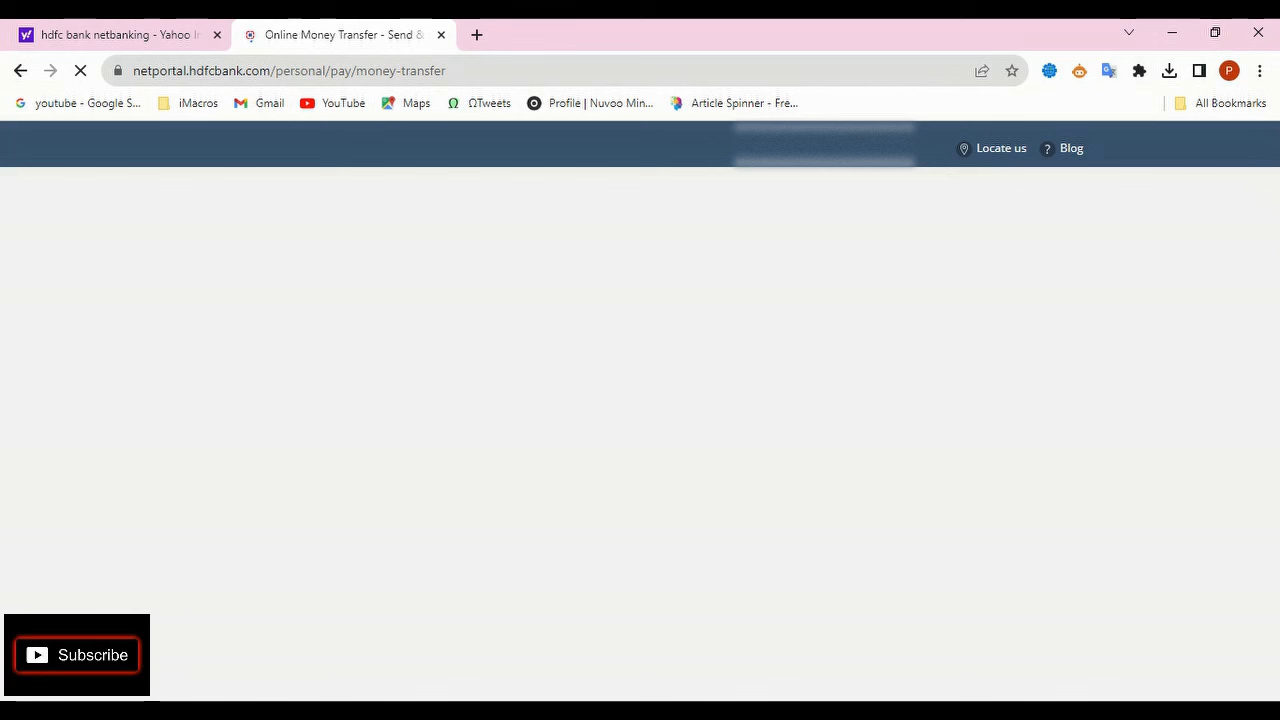 hdfc bank netbanking - Yahoo
Online Money Transfer - Send &
netportal.hdfcbank.com/personal/pay/money-transfer
P
youtube - Google S...
iMacros
Gmail
YouTube
Maps
ΩTweets
Profile | Nuvoo Min...
Article Spinner - Fre...
All Bookmarks
Locate us
Blog
Subscribe